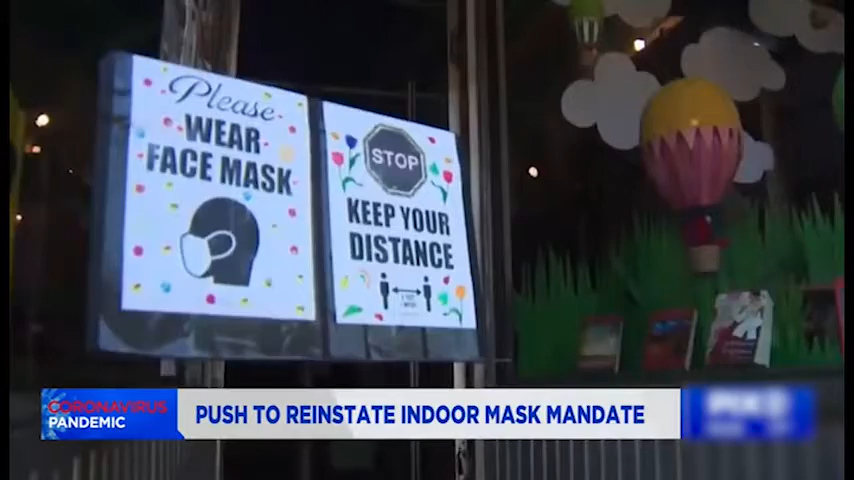 Please
WEAR
FACE MASK
STOP
KEEP YOUR
DISTANCE
CORONAVIRUS
PANDEMIC
PUSH TO REINSTATE INDOOR MASK MANDATE